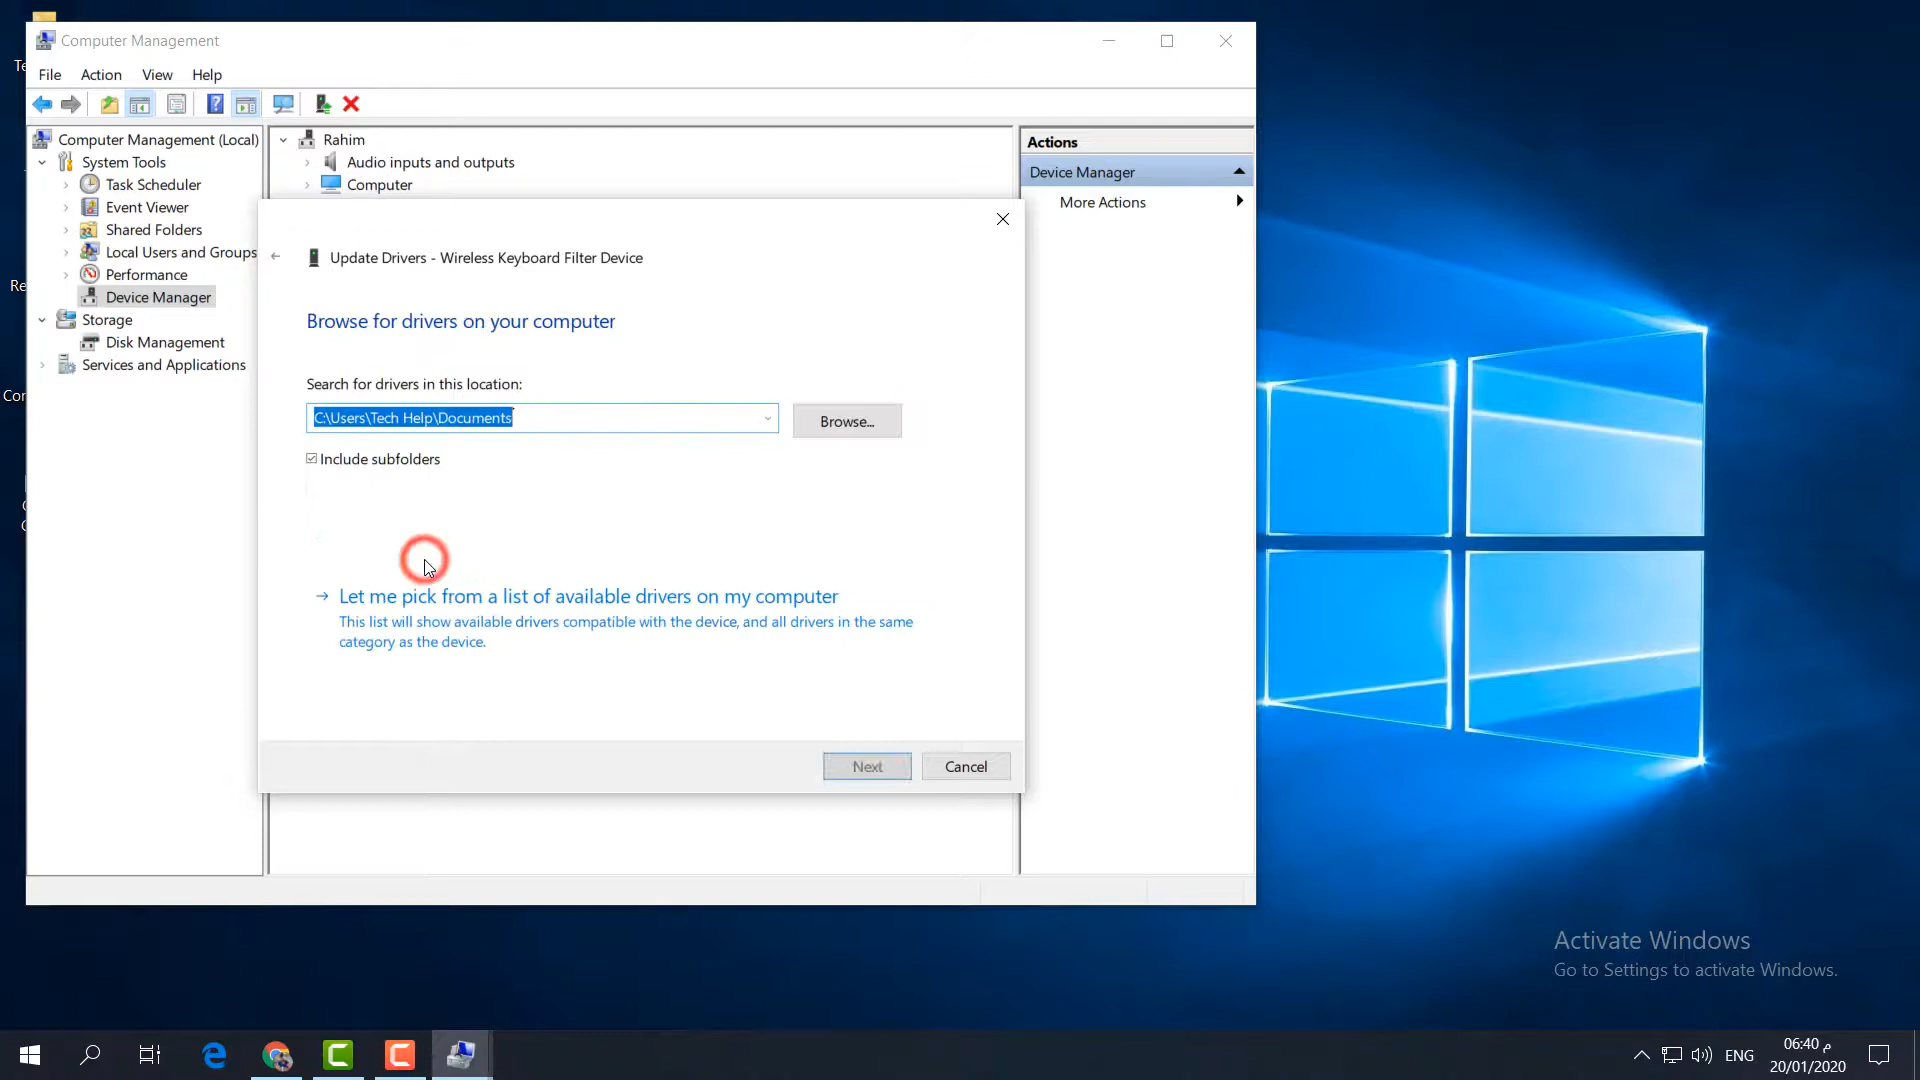 Computer Management
File Action View Help
Computer Management (Local)
System Tools
Task Scheduler
Event Viewer
Shared Folders
Local Users and Groups
Performance
Device Manager
Storage
Disk Management
Services and Applications
Rahim
Audio inputs and outputs
Computer
Actions
Device Manager
More Actions
Update Drivers - Wireless Keyboard Filter Device
Browse for drivers on your computer
Search for drivers in this location:
C:\Users\Tech Help\Documents
Browse...
Include subfolders
Let me pick from a list of available drivers on my computer
This list will show available drivers compatible with the device, and all drivers in the same
category as the device.
Next Cancel
Te
Re
Cor
Activate Windows
Go to Settings to activate Windows.
ENG
06:40 م
20/01/2020